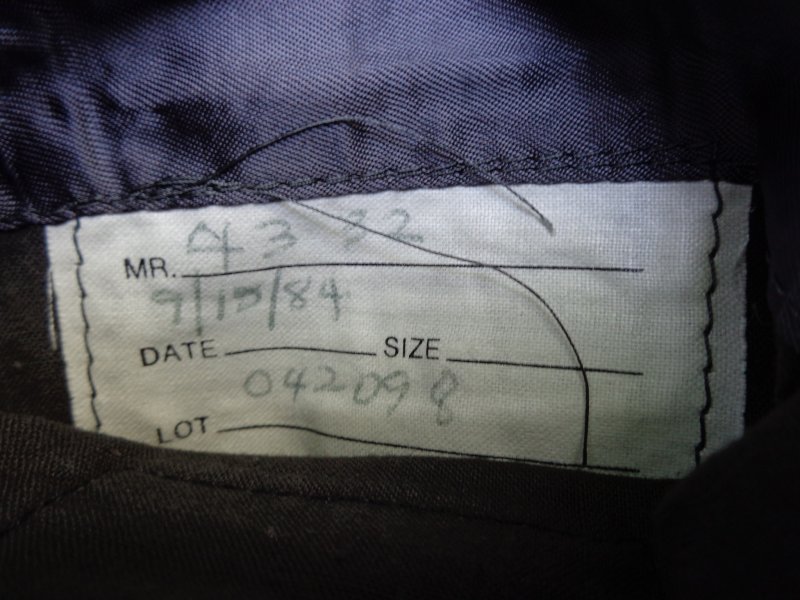 MR. 43 32
9/15/84
DATE SIZE
042098
LOT